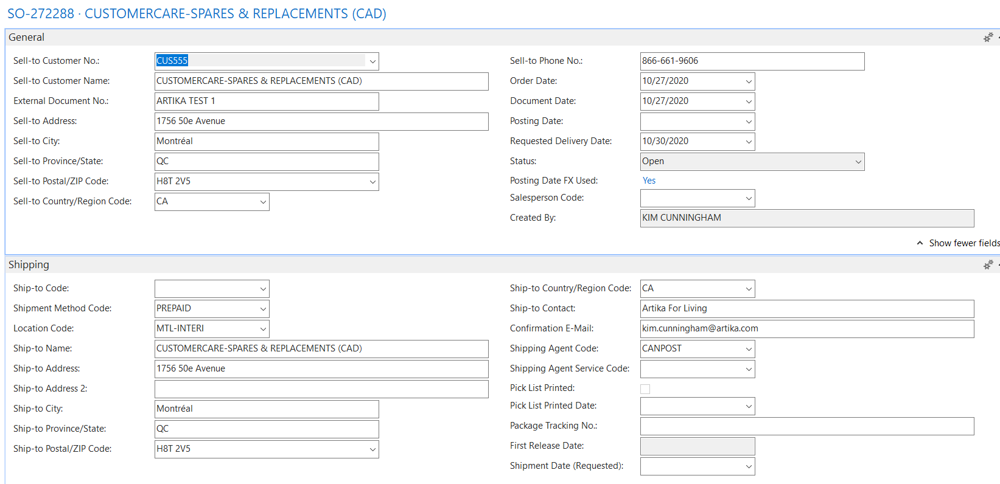 SO-272288 · CUSTOMERCARE-SPARES & REPLACEMENTS (CAD)
General
Sell-to Customer No.: CUS555
Sell-to Customer Name: CUSTOMERCARE-SPARES & REPLACEMENTS (CAD)
External Document No.: ARTIKA TEST 1
Sell-to Address: 1756 50e Avenue
Sell-to City: Montréal
Sell-to Province/State: QC
Sell-to Postal/ZIP Code: H8T 2V5
Sell-to Country/Region Code: CA
Sell-to Phone No.: 866-661-9606
Order Date: 10/27/2020
Document Date: 10/27/2020
Posting Date:
Requested Delivery Date: 10/30/2020
Status: Open
Posting Date FX Used: Yes
Salesperson Code:
Created By: KIM CUNNINGHAM
Show fewer fields
Shipping
Ship-to Code:
Shipment Method Code: PREPAID
Location Code: MTL-INTERI
Ship-to Name: CUSTOMERCARE-SPARES & REPLACEMENTS (CAD)
Ship-to Address: 1756 50e Avenue
Ship-to Address 2:
Ship-to City: Montréal
Ship-to Province/State: QC
Ship-to Postal/ZIP Code: H8T 2V5
Ship-to Country/Region Code: CA
Ship-to Contact: Artika For Living
Confirmation E-Mail: kim.cunningham@artika.com
Shipping Agent Code: CANPOST
Shipping Agent Service Code:
Pick List Printed:
Pick List Printed Date:
Package Tracking No.:
First Release Date:
Shipment Date (Requested):